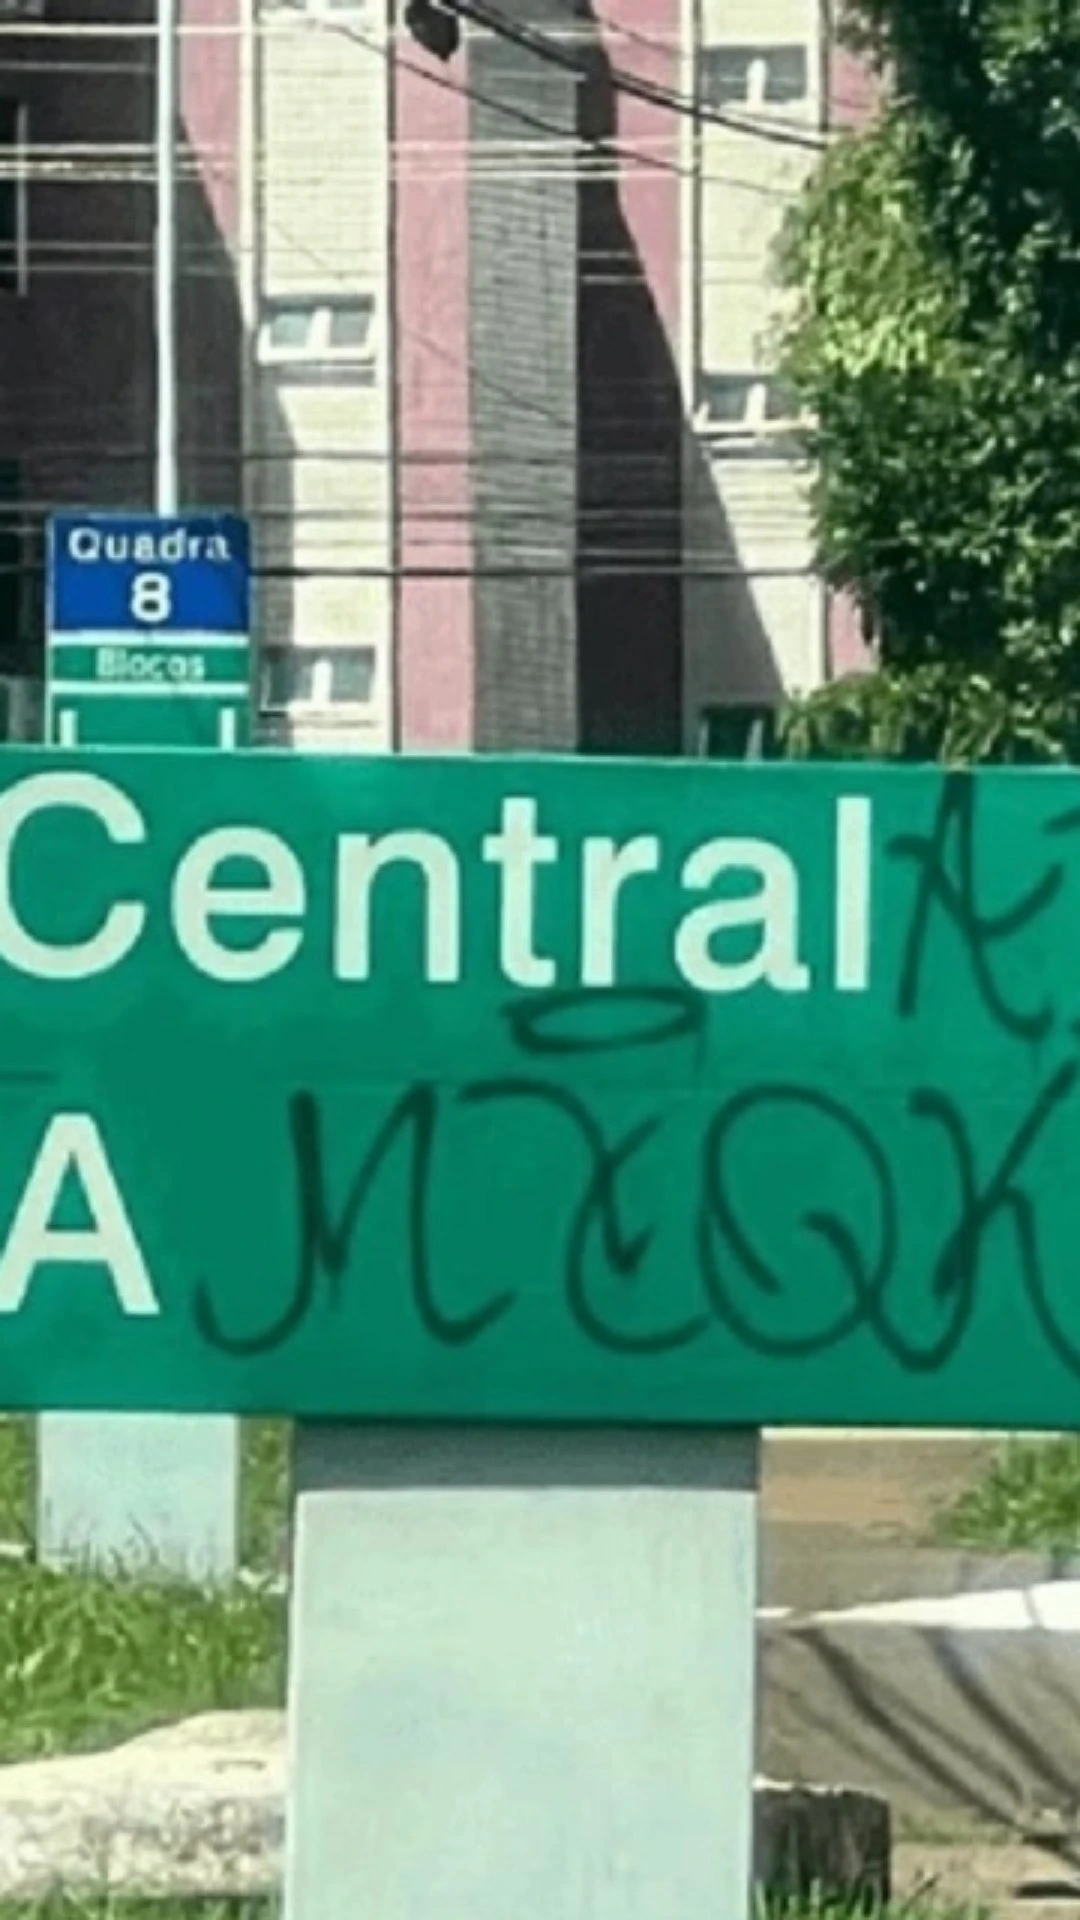 Quadra
8
Blocos
Central
A